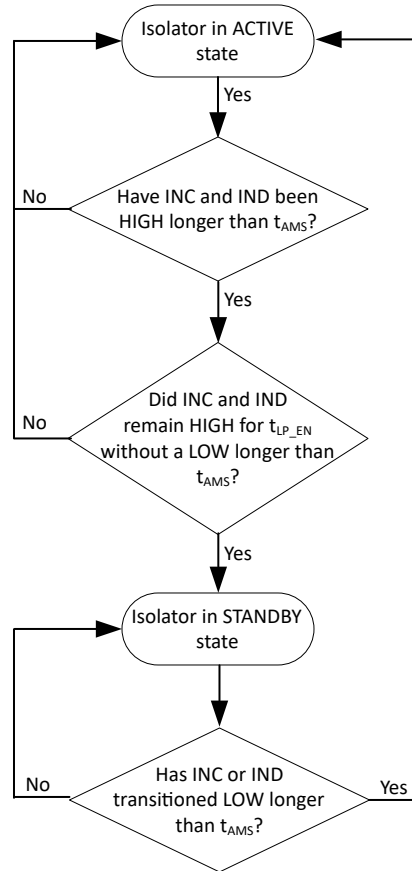 Isolator in ACTIVE
state
Yes
Have INC and IND been
HIGH longer than tAMS?
No
Yes
Did INC and IND
remain HIGH for tLP_EN
without a LOW longer than
tAMS?
No
Yes
Isolator in STANDBY
state
Has INC or IND
transitioned LOW longer
than tAMS?
No
Yes